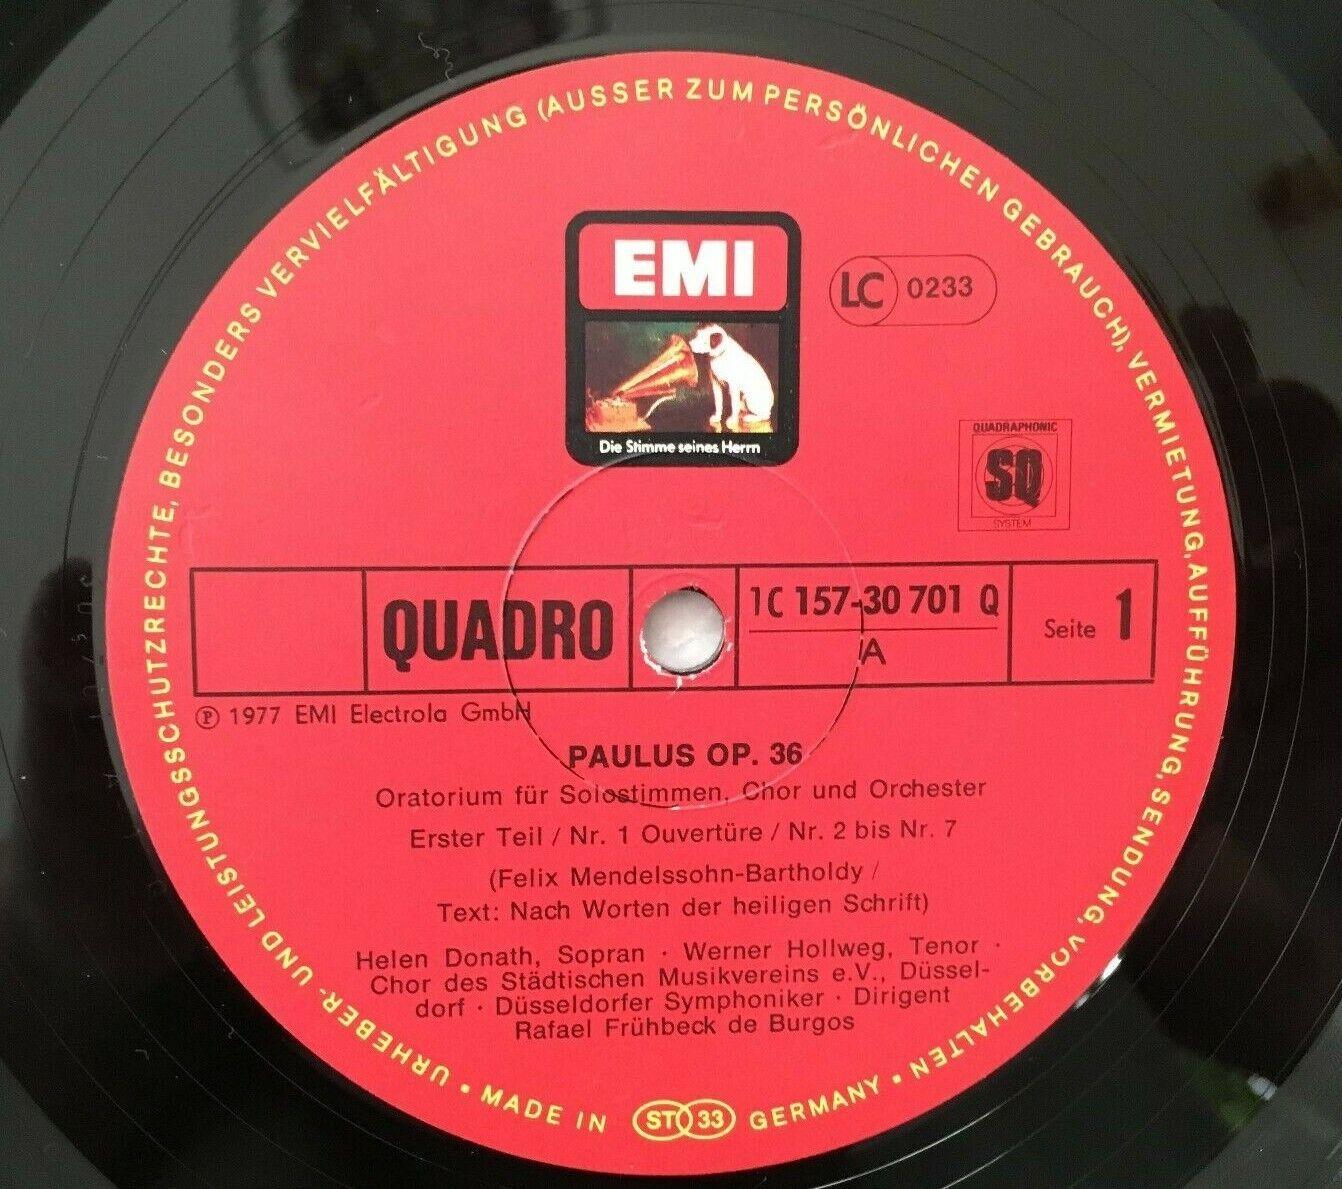 URHEBER- UND LEISTUNGSSCHUTZRECHTE, BESONDERS VERVIELFÄLTIGUNG (AUSSER ZUM PERSÖNLICHEN GEBRAUCH), VERMIETUNG, AUFFÜHRUNG, SENDUNG, VORBEHALTEN • MADE IN ST 33 GERMANY •
EMI
LC 0233
Die Stimme seines Herrn
QUADRAPHONIC
SQ
SYSTEM
QUADRO
1C 157-30 701 Q
A
Seite 1
℗ 1977 EMI Electrola GmbH
PAULUS OP. 36
Oratorium für Solostimmen, Chor und Orchester
Erster Teil / Nr. 1 Ouvertüre / Nr. 2 bis Nr. 7
(Felix Mendelssohn-Bartholdy /
Text: Nach Worten der heiligen Schrift)
Helen Donath, Sopran · Werner Hollweg, Tenor ·
Chor des Städtischen Musikvereins e.V., Düssel-
dorf · Düsseldorfer Symphoniker · Dirigent
Rafael Frühbeck de Burgos